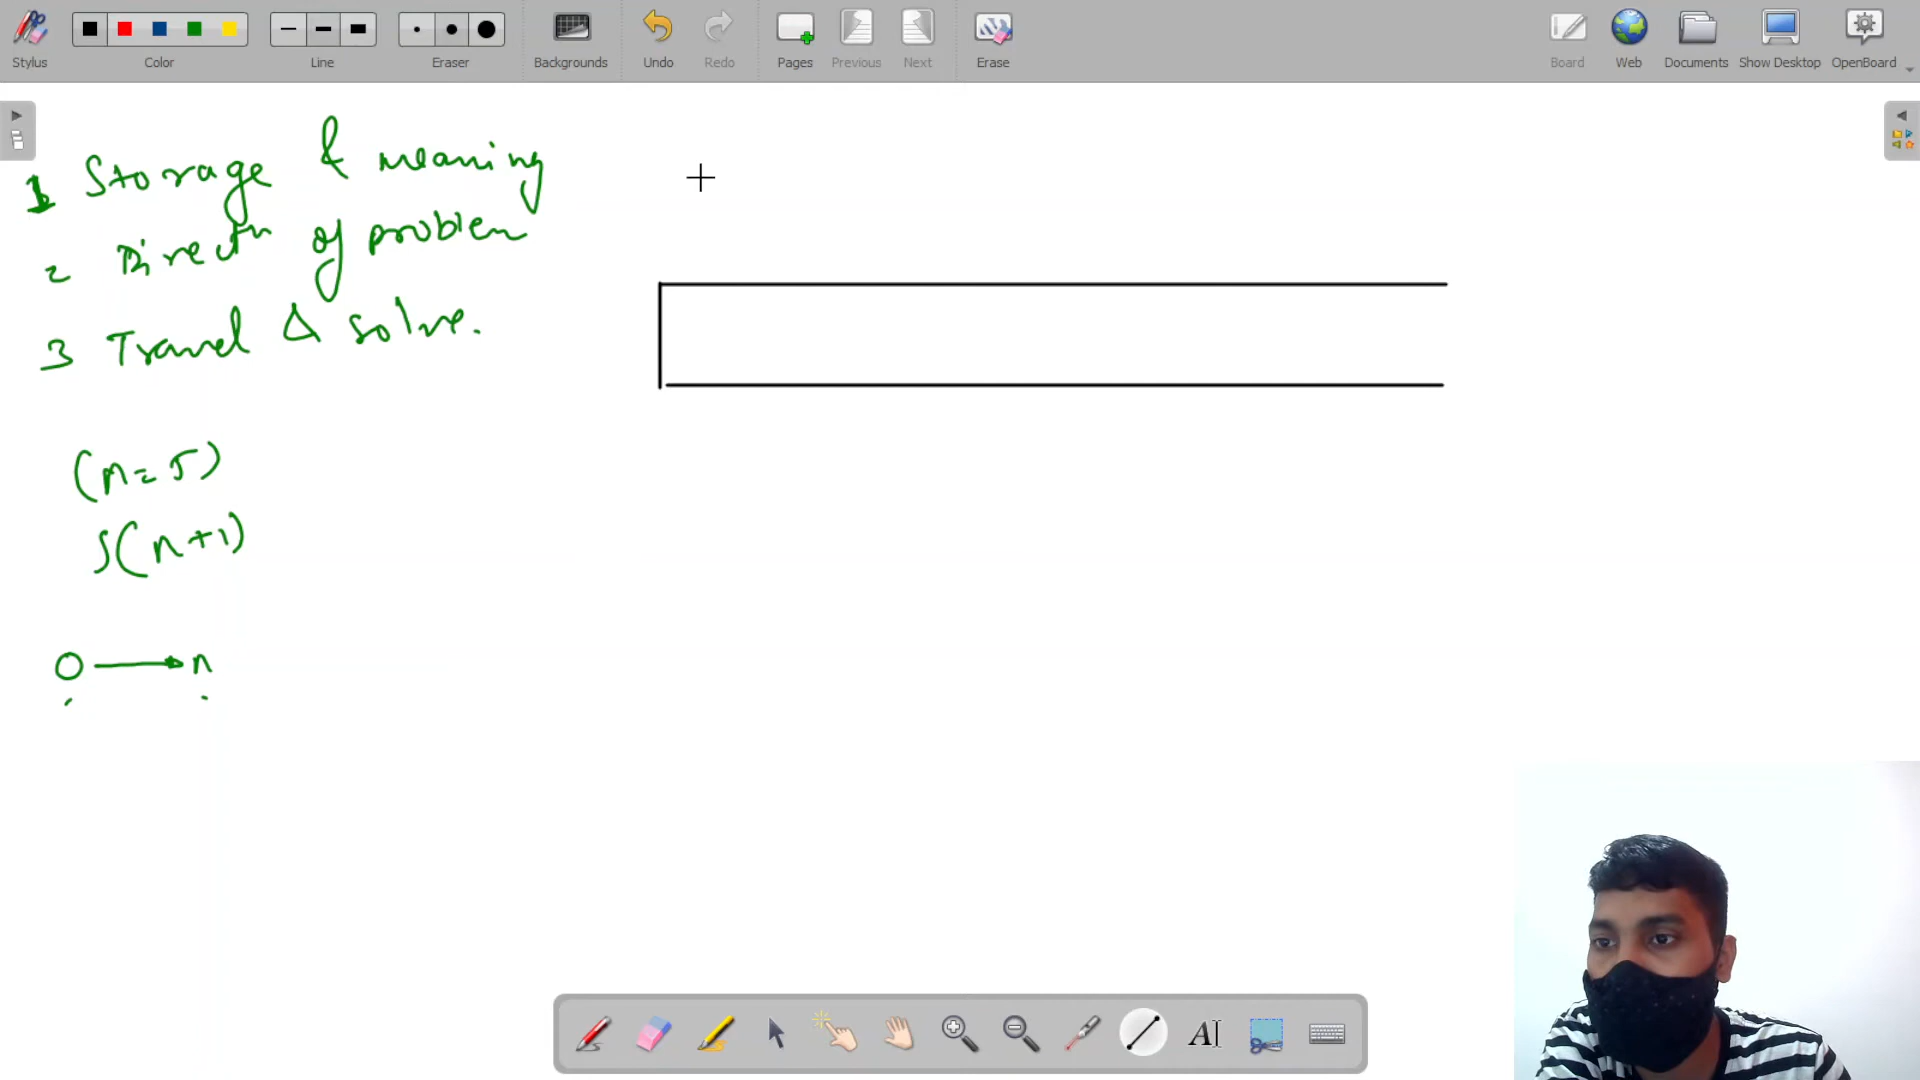 Stylus
Color
Line
Eraser
Backgrounds
Undo
Redo
Pages
Previous
Next
Erase
Board
Web
Documents
Show Desktop
OpenBoard
1 Storage & meaning
2 Directn of problem
3 Travel & solve.
(n=5)
S(n+1)
0 → n